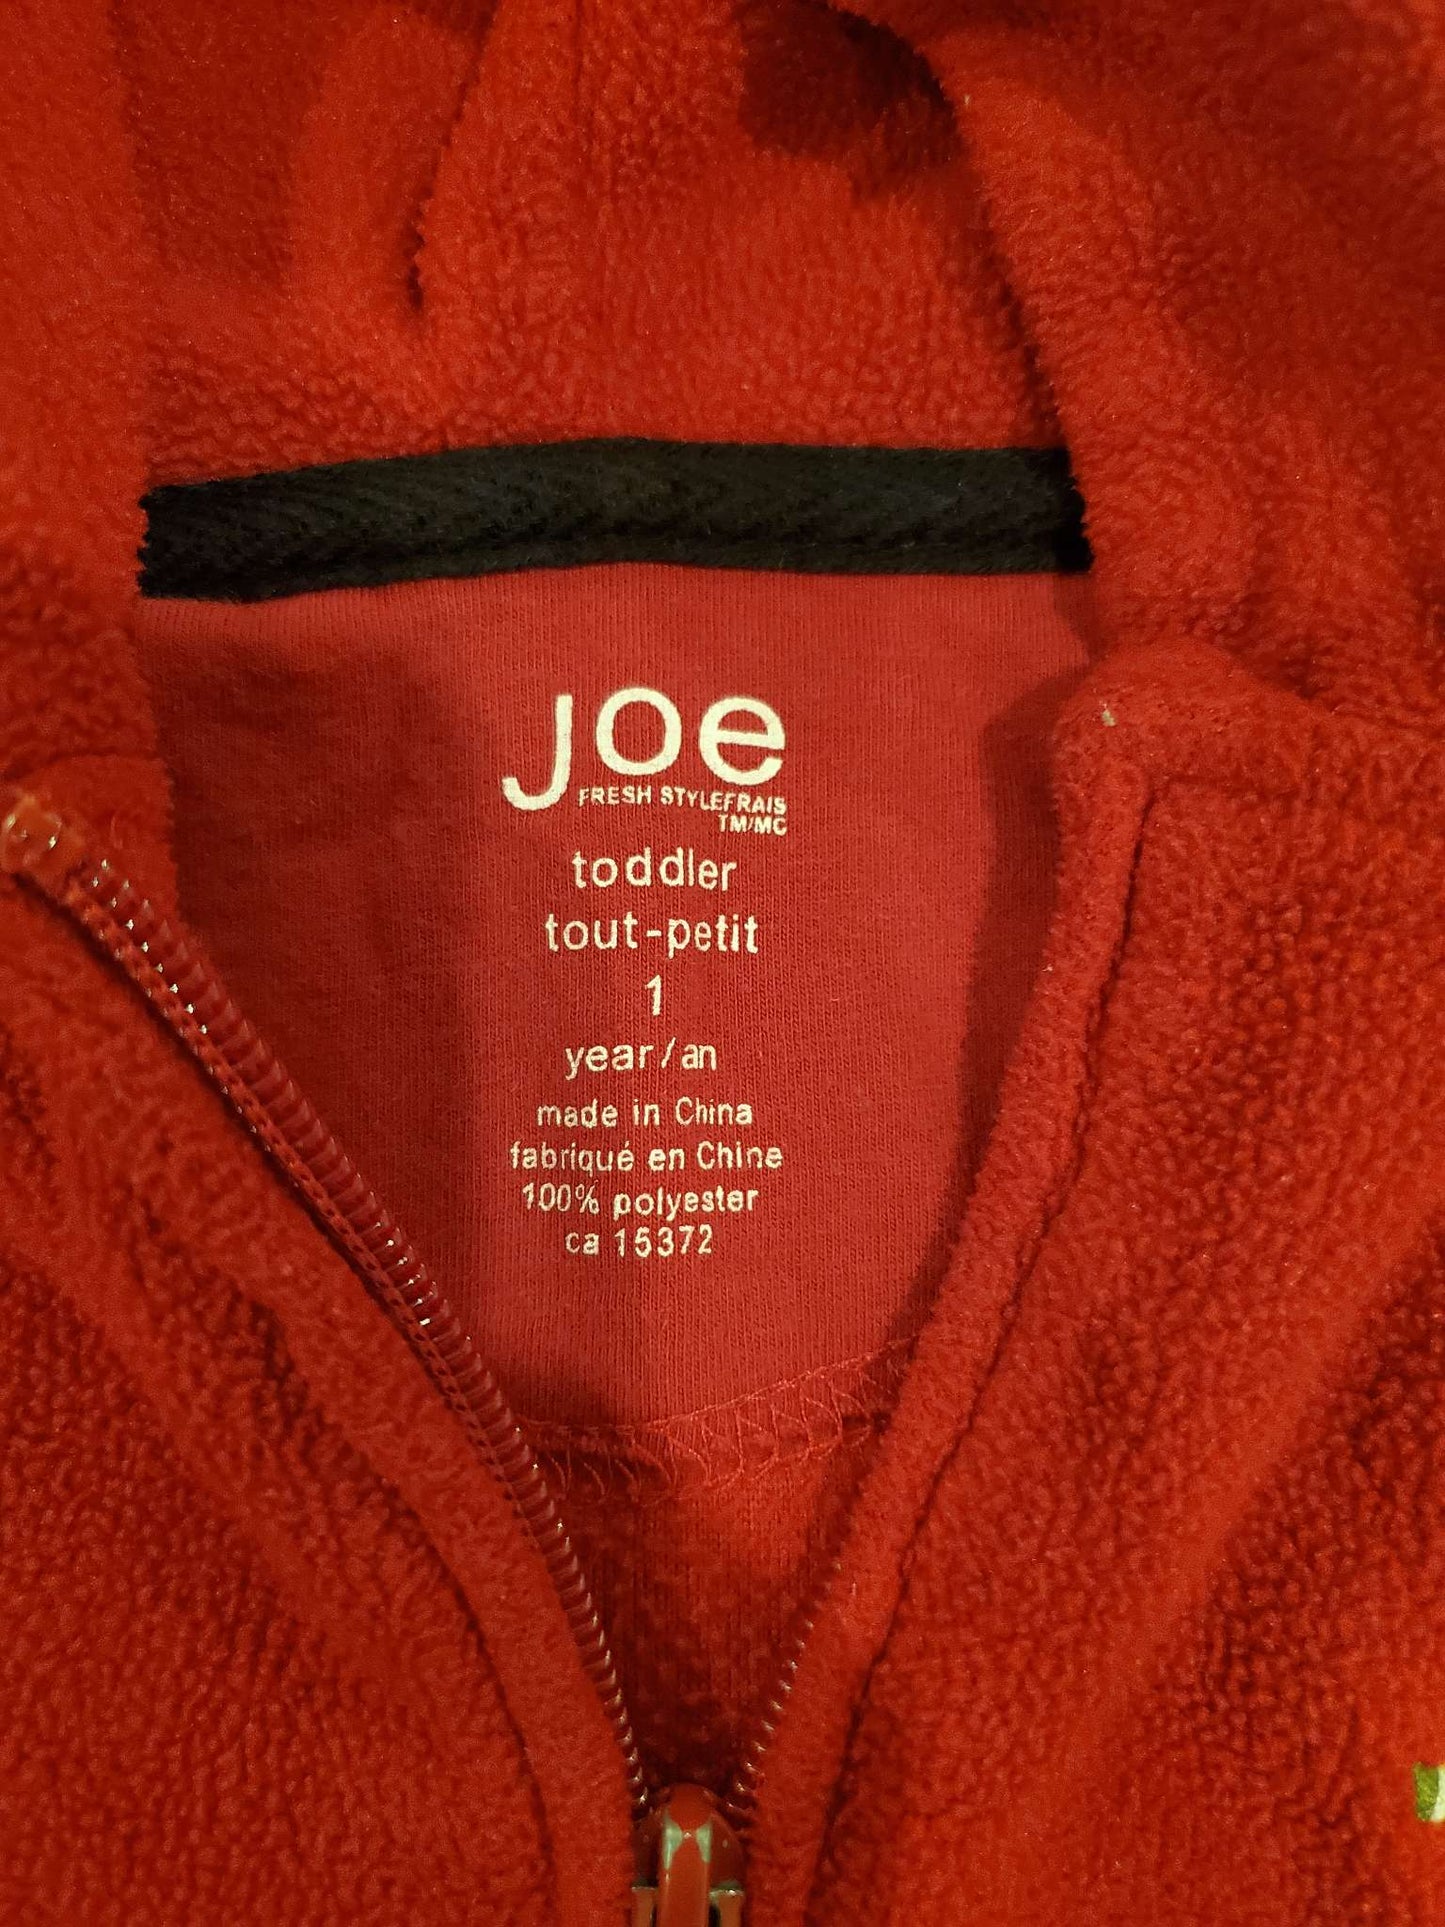 Joe
FRESH STYLEFRAIS
TM/MC
toddler
tout-petit
1
year/an
made in China
fabriqué en Chine
100% polyester
ca 15372